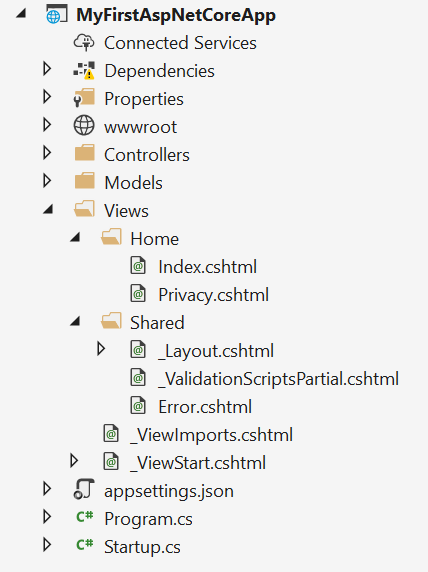 MyFirstAspNetCoreApp
Connected Services
Dependencies
Properties
wwwroot
Controllers
Models
Views
Home
Index.cshtml
Privacy.cshtml
Shared
_Layout.cshtml
_ValidationScriptsPartial.cshtml
Error.cshtml
_ViewImports.cshtml
_ViewStart.cshtml
appsettings.json
C# Program.cs
C# Startup.cs